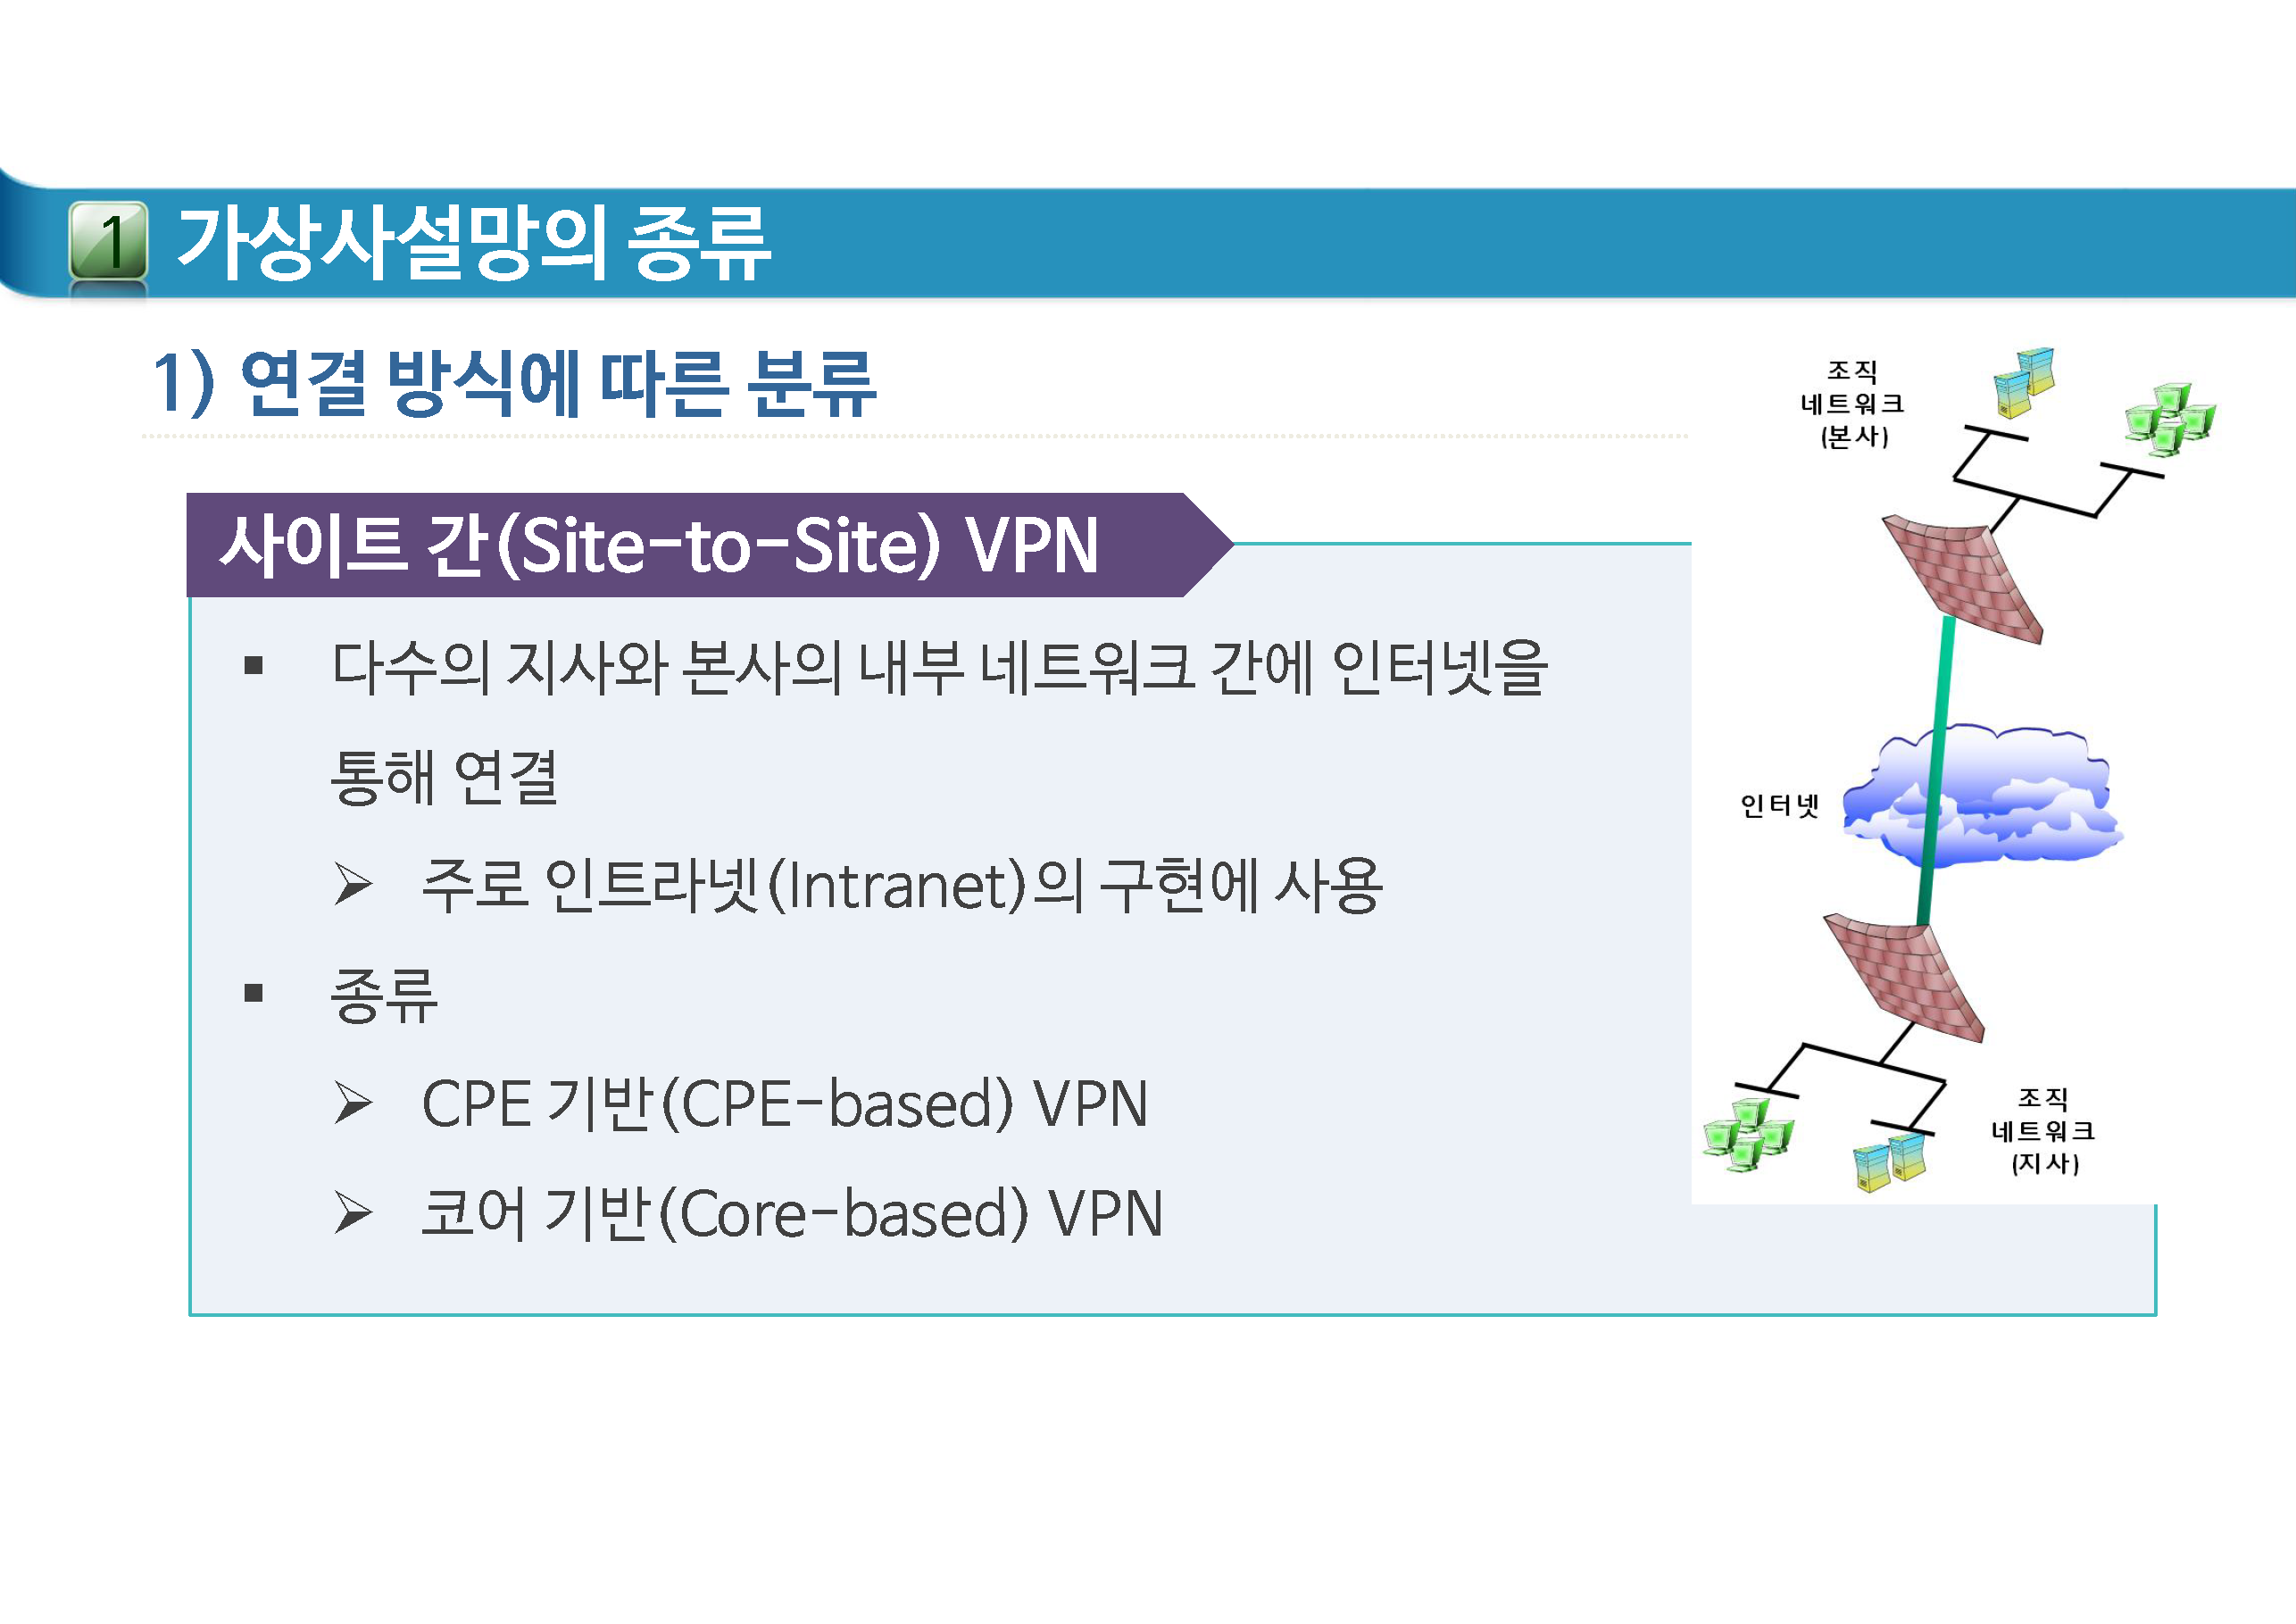 1 가상사설망의 종류
1) 연결 방식에 따른 분류
사이트 간(Site-to-Site) VPN
▪ 다수의 지사와 본사의 내부 네트워크 간에 인터넷을
통해 연결
➢ 주로 인트라넷(Intranet)의 구현에 사용
▪ 종류
➢ CPE 기반(CPE-based) VPN
➢ 코어 기반(Core-based) VPN
조직
네트워크
(본사)
인터넷
조직
네트워크
(지사)